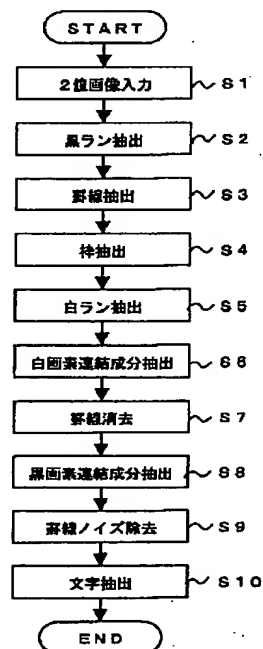 START
2位画像入力 S1
黒ラン抽出 S2
罫線抽出 S3
枠抽出 S4
白ラン抽出 S5
白画素連結成分抽出 S6
罫線消去 S7
黒画素連結成分抽出 S8
罫線ノイズ除去 S9
文字抽出 S10
END